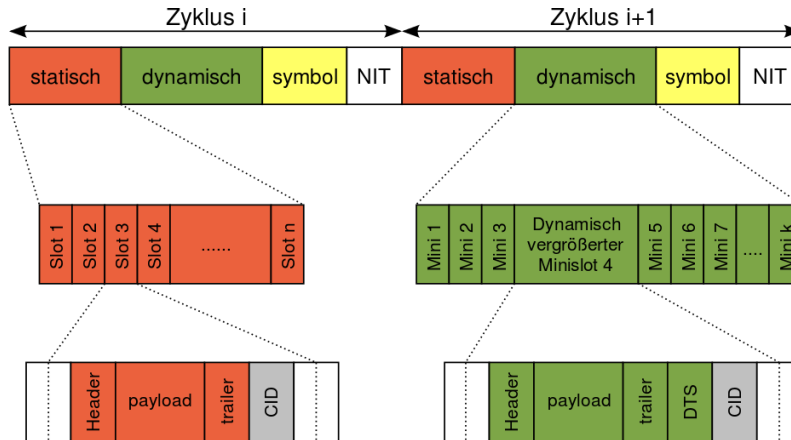 Zyklus i
Zyklus i+1
statisch
dynamisch
symbol
NIT
statisch
dynamisch
symbol
NIT
Slot 1
Slot 2
Slot 3
Slot 4
......
Slot n
Mini 1
Mini 2
Mini 3
Dynamisch
vergrößerter
Minislot 4
Mini 5
Mini 6
Mini 7
....
Mini k
Header
payload
trailer
CID
Header
payload
trailer
DTS
CID